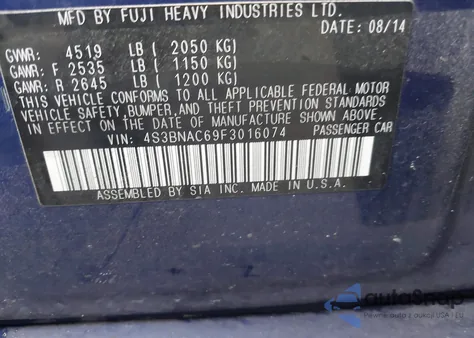 MFD BY FUJI HEAVY INDUSTRIES LTD.
DATE: 08/14
GVWR: 4519 LB ( 2050 KG)
GAWR: F 2535 LB ( 1150 KG)
GAWR: R 2645 LB ( 1200 KG)
THIS VEHICLE CONFORMS TO ALL APPLICABLE FEDERAL MOTOR
VEHICLE SAFETY, BUMPER, AND THEFT PREVENTION STANDARDS
IN EFFECT ON THE DATE OF MANUFACTURE SHOWN ABOVE.
VIN: 4S3BNAC69F3016074 PASSENGER CAR
ASSEMBLED BY SIA INC. MADE IN U.S.A.